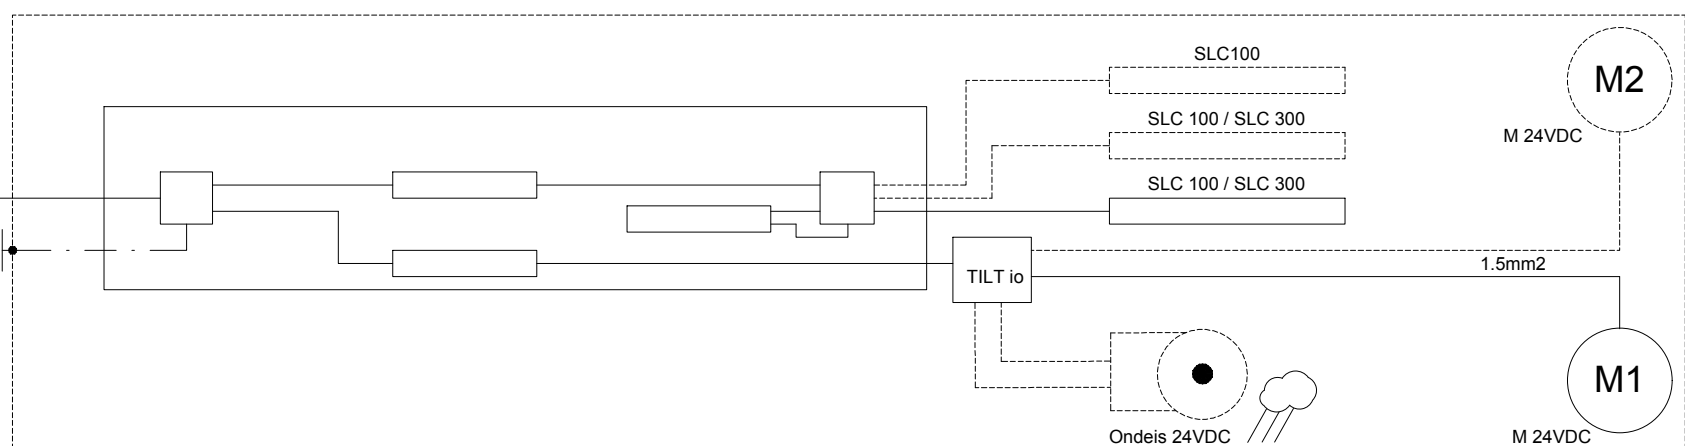 SLC100
M2
SLC 100 / SLC 300
M 24VDC
SLC 100 / SLC 300
TILT io
1.5mm2
M1
Ondeis 24VDC
M 24VDC